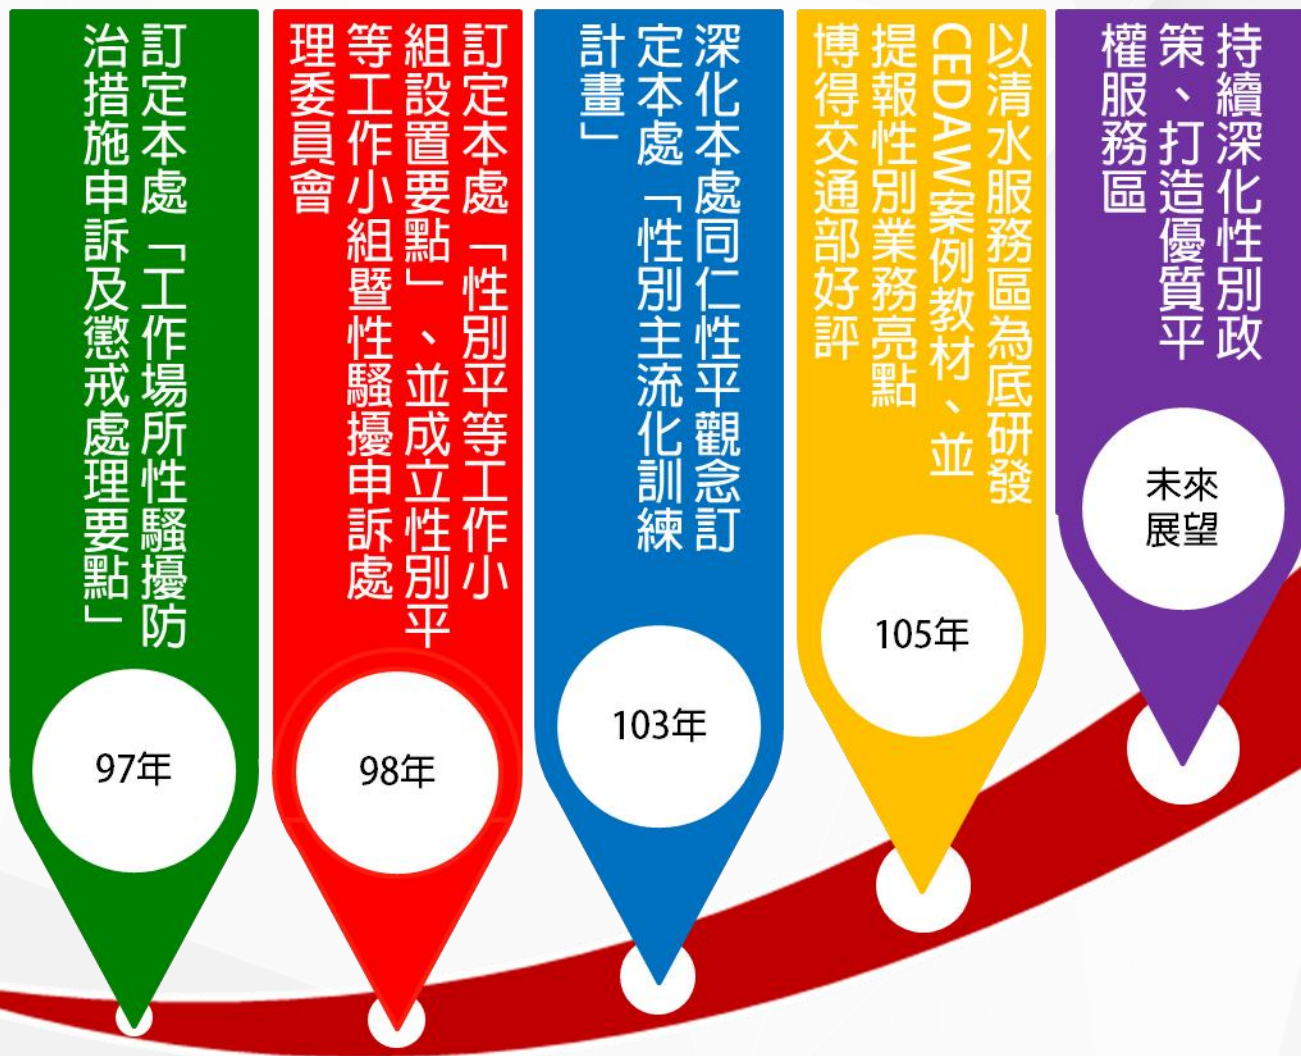 訂定本處「工作場所性騷擾防
治措施申訴及懲戒處理要點」
97年
訂定本處「性別平等工作小
組設置要點」、並成立性別平
等工作小組暨性騷擾申訴處
理委員會
98年
深化本處同仁性平觀念訂
定本處「性別主流化訓練
計畫」
103年
以清水服務區為底研發
CEDAW案例教材、並
提報性別業務亮點
博得交通部好評
105年
持續深化性別政
策、打造優質平
權服務區
未來
展望